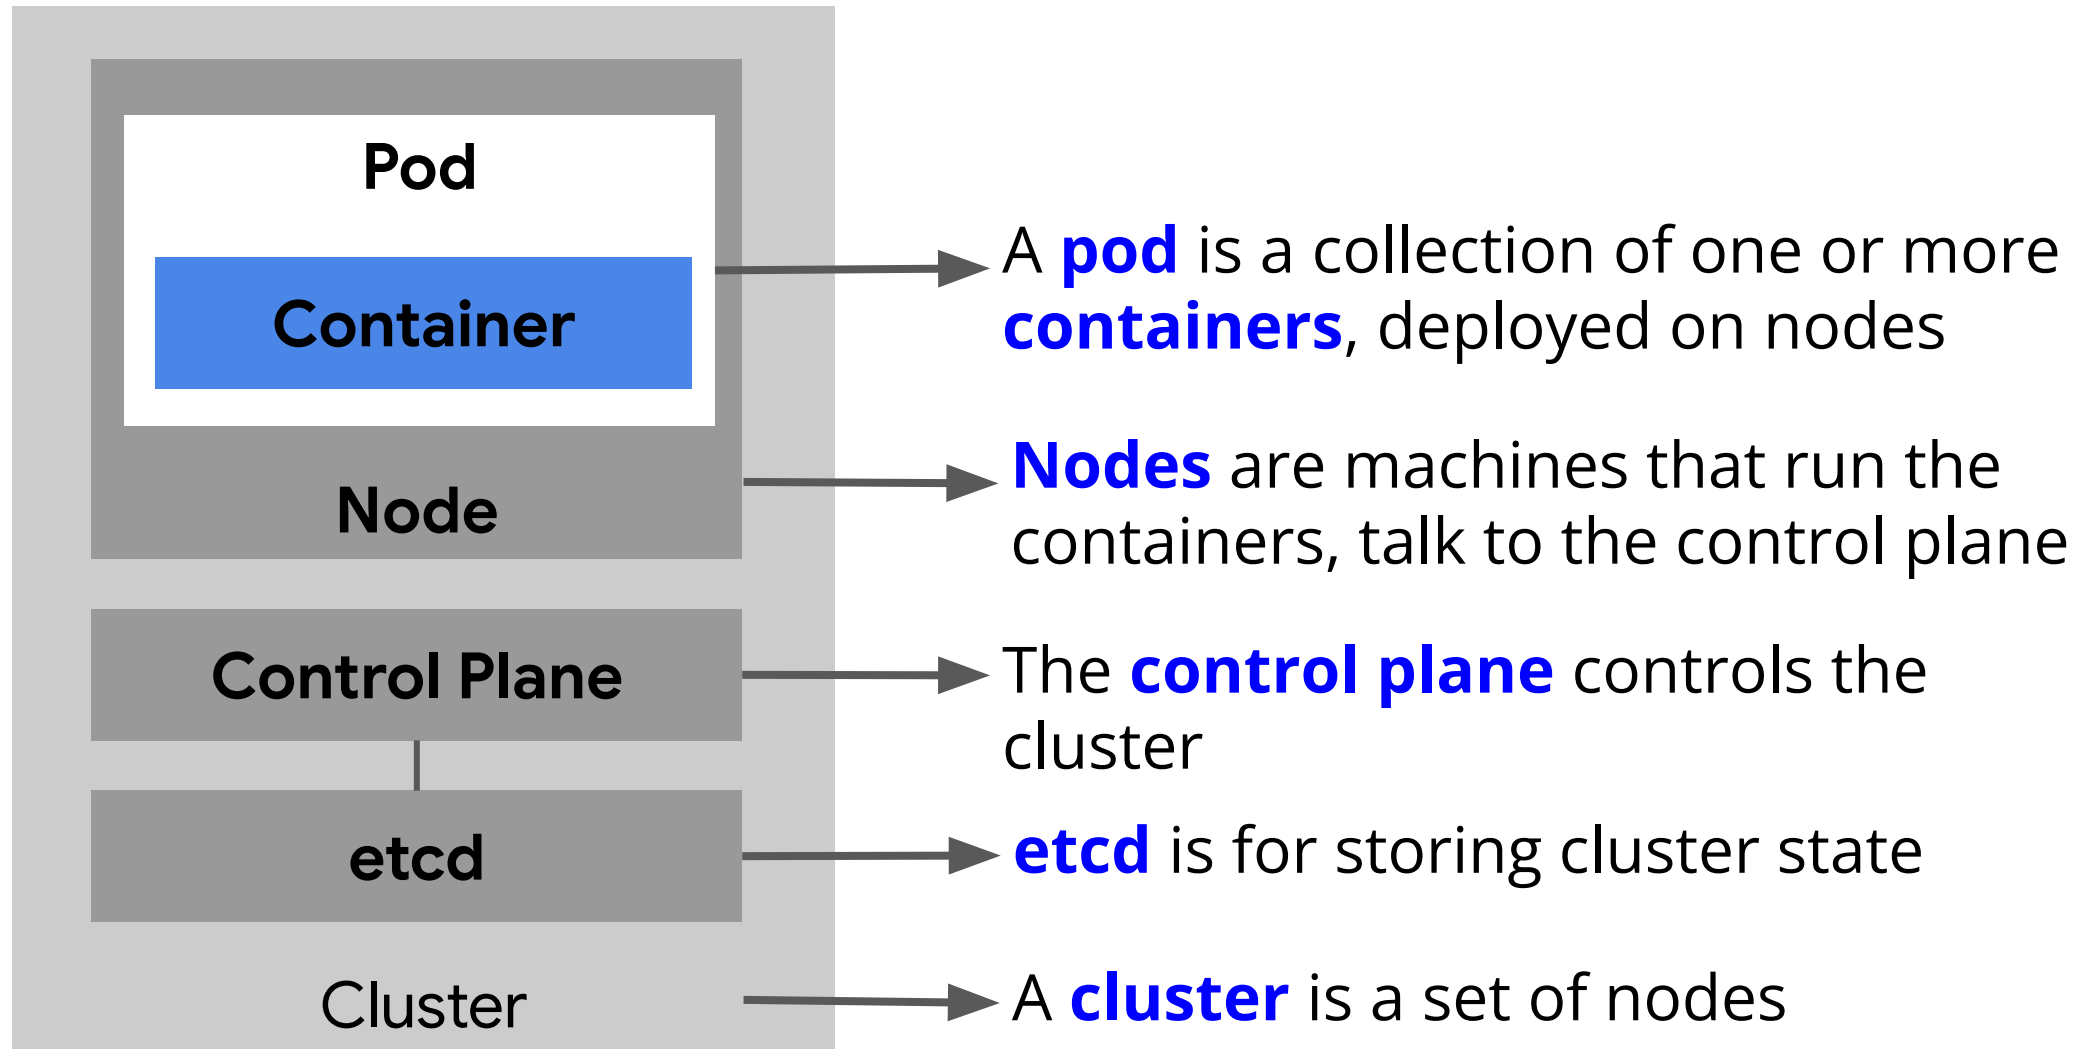 Pod
Container
Node
Control Plane
etcd
Cluster
A pod is a collection of one or more
containers, deployed on nodes
Nodes are machines that run the
containers, talk to the control plane
The control plane controls the
cluster
etcd is for storing cluster state
A cluster is a set of nodes